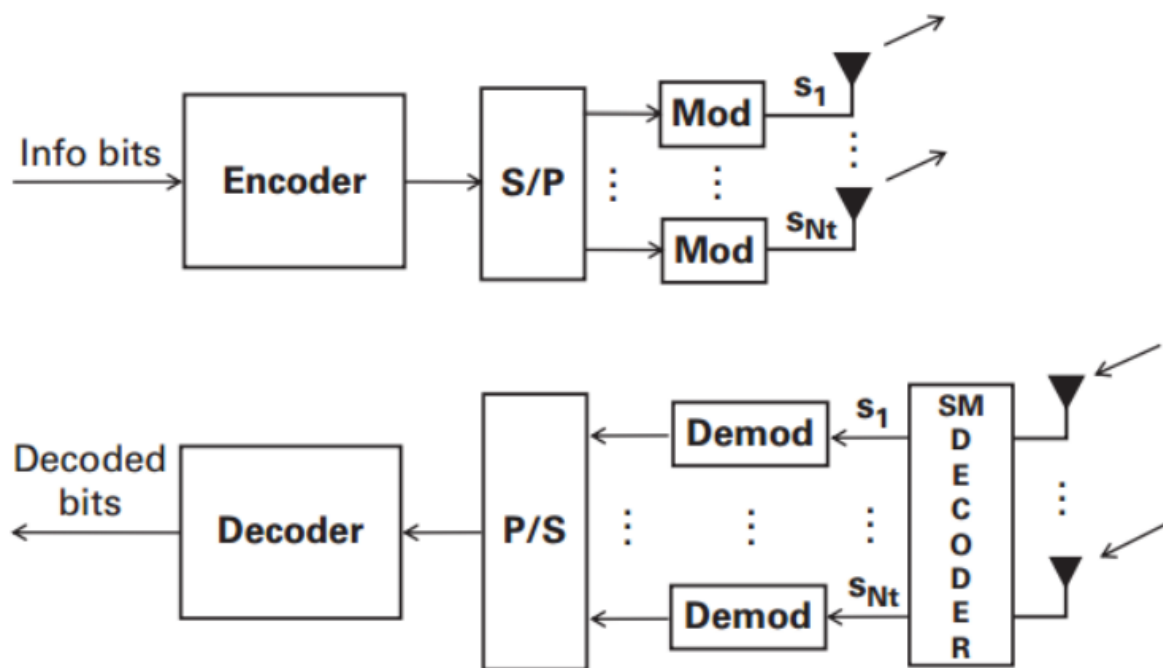 Info bits
Encoder
S/P
Mod
s1
Mod
sNt
Decoded
bits
Decoder
P/S
Demod
s1
Demod
sNt
SM
D
E
C
O
D
E
R